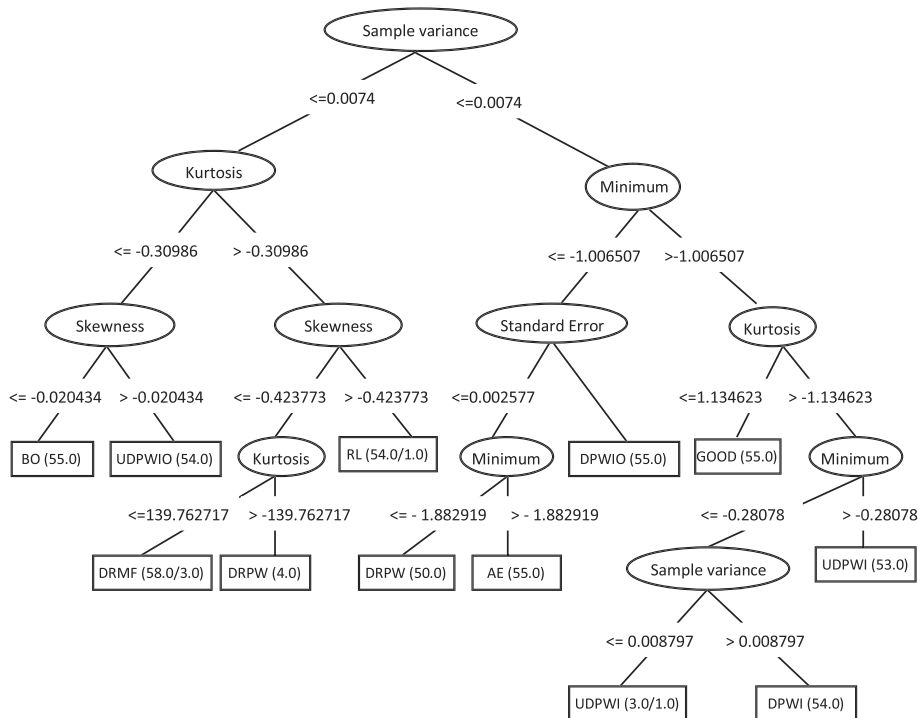 Sample variance
<=0.0074
<=0.0074
Kurtosis
Minimum
<= -0.30986
> -0.30986
<= -1.006507
>-1.006507
Skewness
Skewness
Standard Error
Kurtosis
<= -0.020434
> -0.020434
<= -0.423773
> -0.423773
<=0.002577
<=1.134623
> -1.134623
BO (55.0)
UDPWIO (54.0)
Kurtosis
RL (54.0/1.0)
Minimum
DPWIO (55.0)
GOOD (55.0)
Minimum
<=139.762717
> -139.762717
<= - 1.882919
> - 1.882919
<= -0.28078
> -0.28078
DRMF (58.0/3.0)
DRPW (4.0)
DRPW (50.0)
AE (55.0)
Sample variance
UDPWI (53.0)
<= 0.008797
> 0.008797
UDPWI (3.0/1.0)
DPWI (54.0)